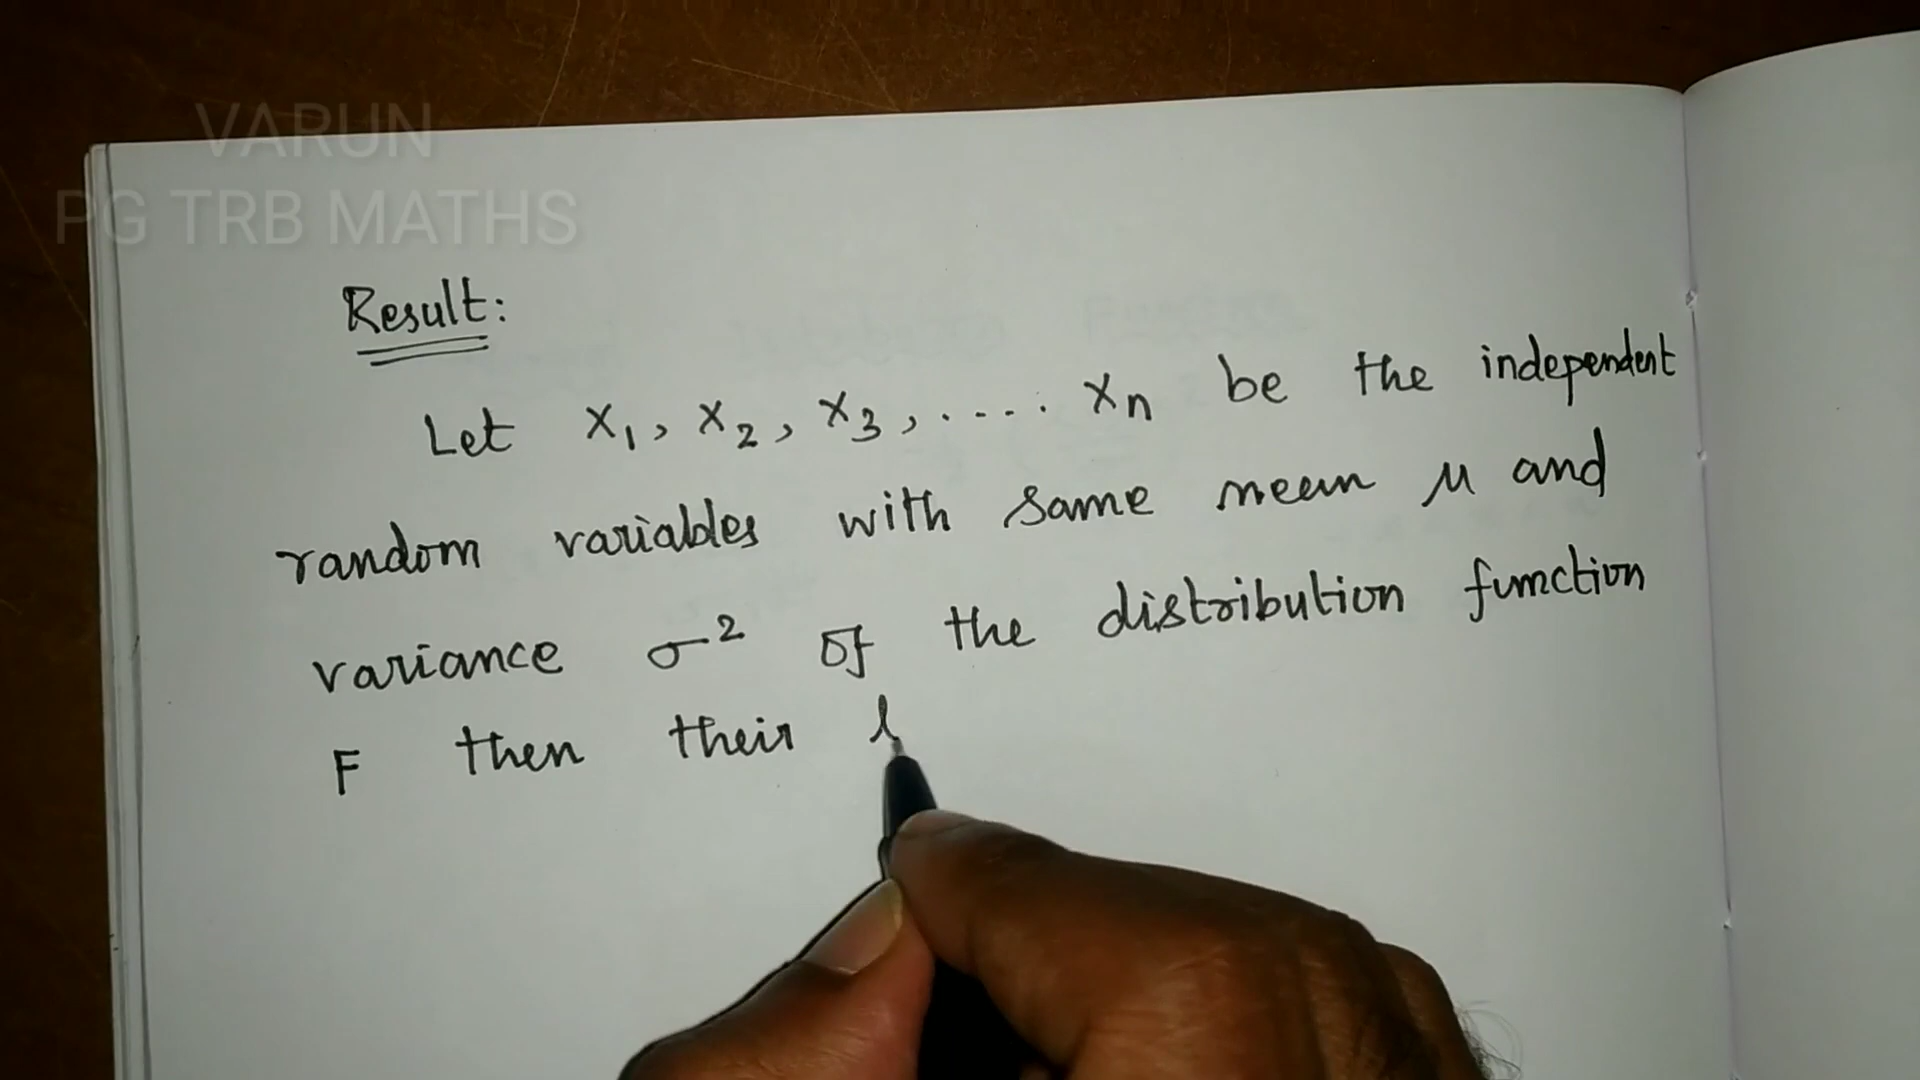 VARUN
PG TRB MATHS
Result:
Let X₁, X₂, X₃, .... Xn be the independent
random variables with same mean μ and
variance σ² of the distribution function
F then their